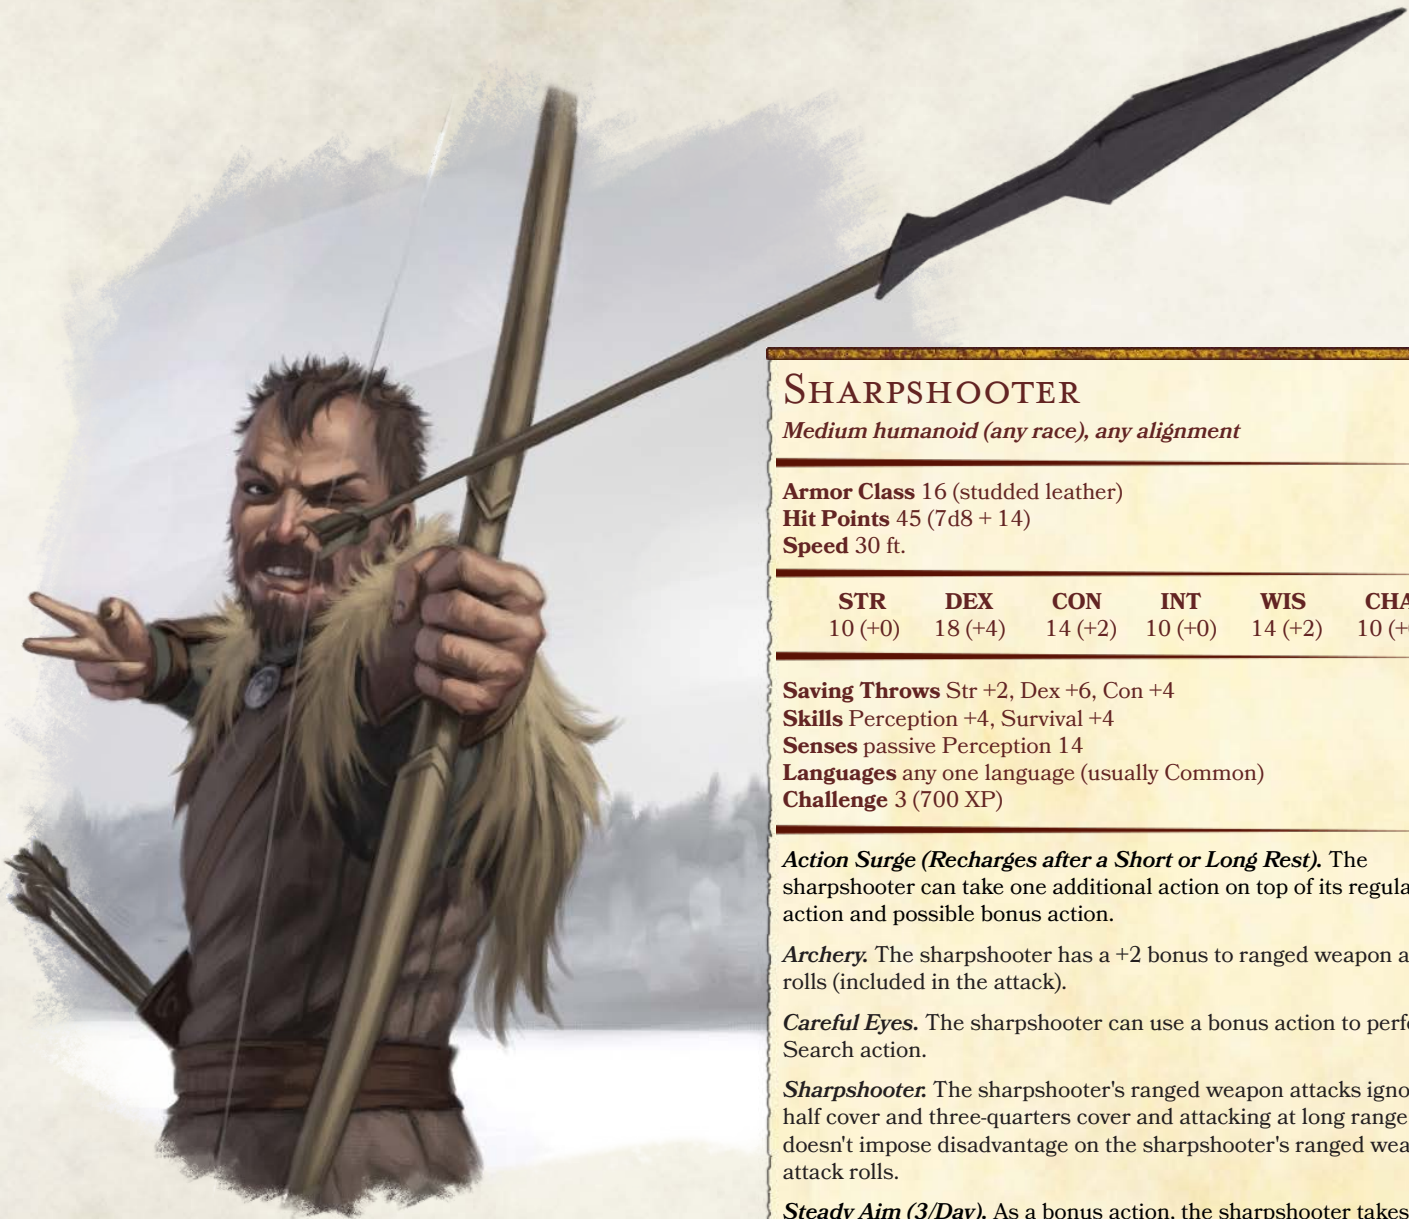 SHARPSHOOTER
Medium humanoid (any race), any alignment
Armor Class 16 (studded leather)
Hit Points 45 (7d8 + 14)
Speed 30 ft.
STR DEX CON INT WIS CHA
10 (+0) 18 (+4) 14 (+2) 10 (+0) 14 (+2) 10 (+
Saving Throws Str +2, Dex +6, Con +4
Skills Perception +4, Survival +4
Senses passive Perception 14
Languages any one language (usually Common)
Challenge 3 (700 XP)
Action Surge (Recharges after a Short or Long Rest). The
sharpshooter can take one additional action on top of its regula
action and possible bonus action.
Archery. The sharpshooter has a +2 bonus to ranged weapon a
rolls (included in the attack).
Careful Eyes. The sharpshooter can use a bonus action to perf
Search action.
Sharpshooter. The sharpshooter's ranged weapon attacks igno
half cover and three-quarters cover and attacking at long range
doesn't impose disadvantage on the sharpshooter's ranged wea
attack rolls.
Steady Aim (3/Day). As a bonus action, the sharpshooter takes